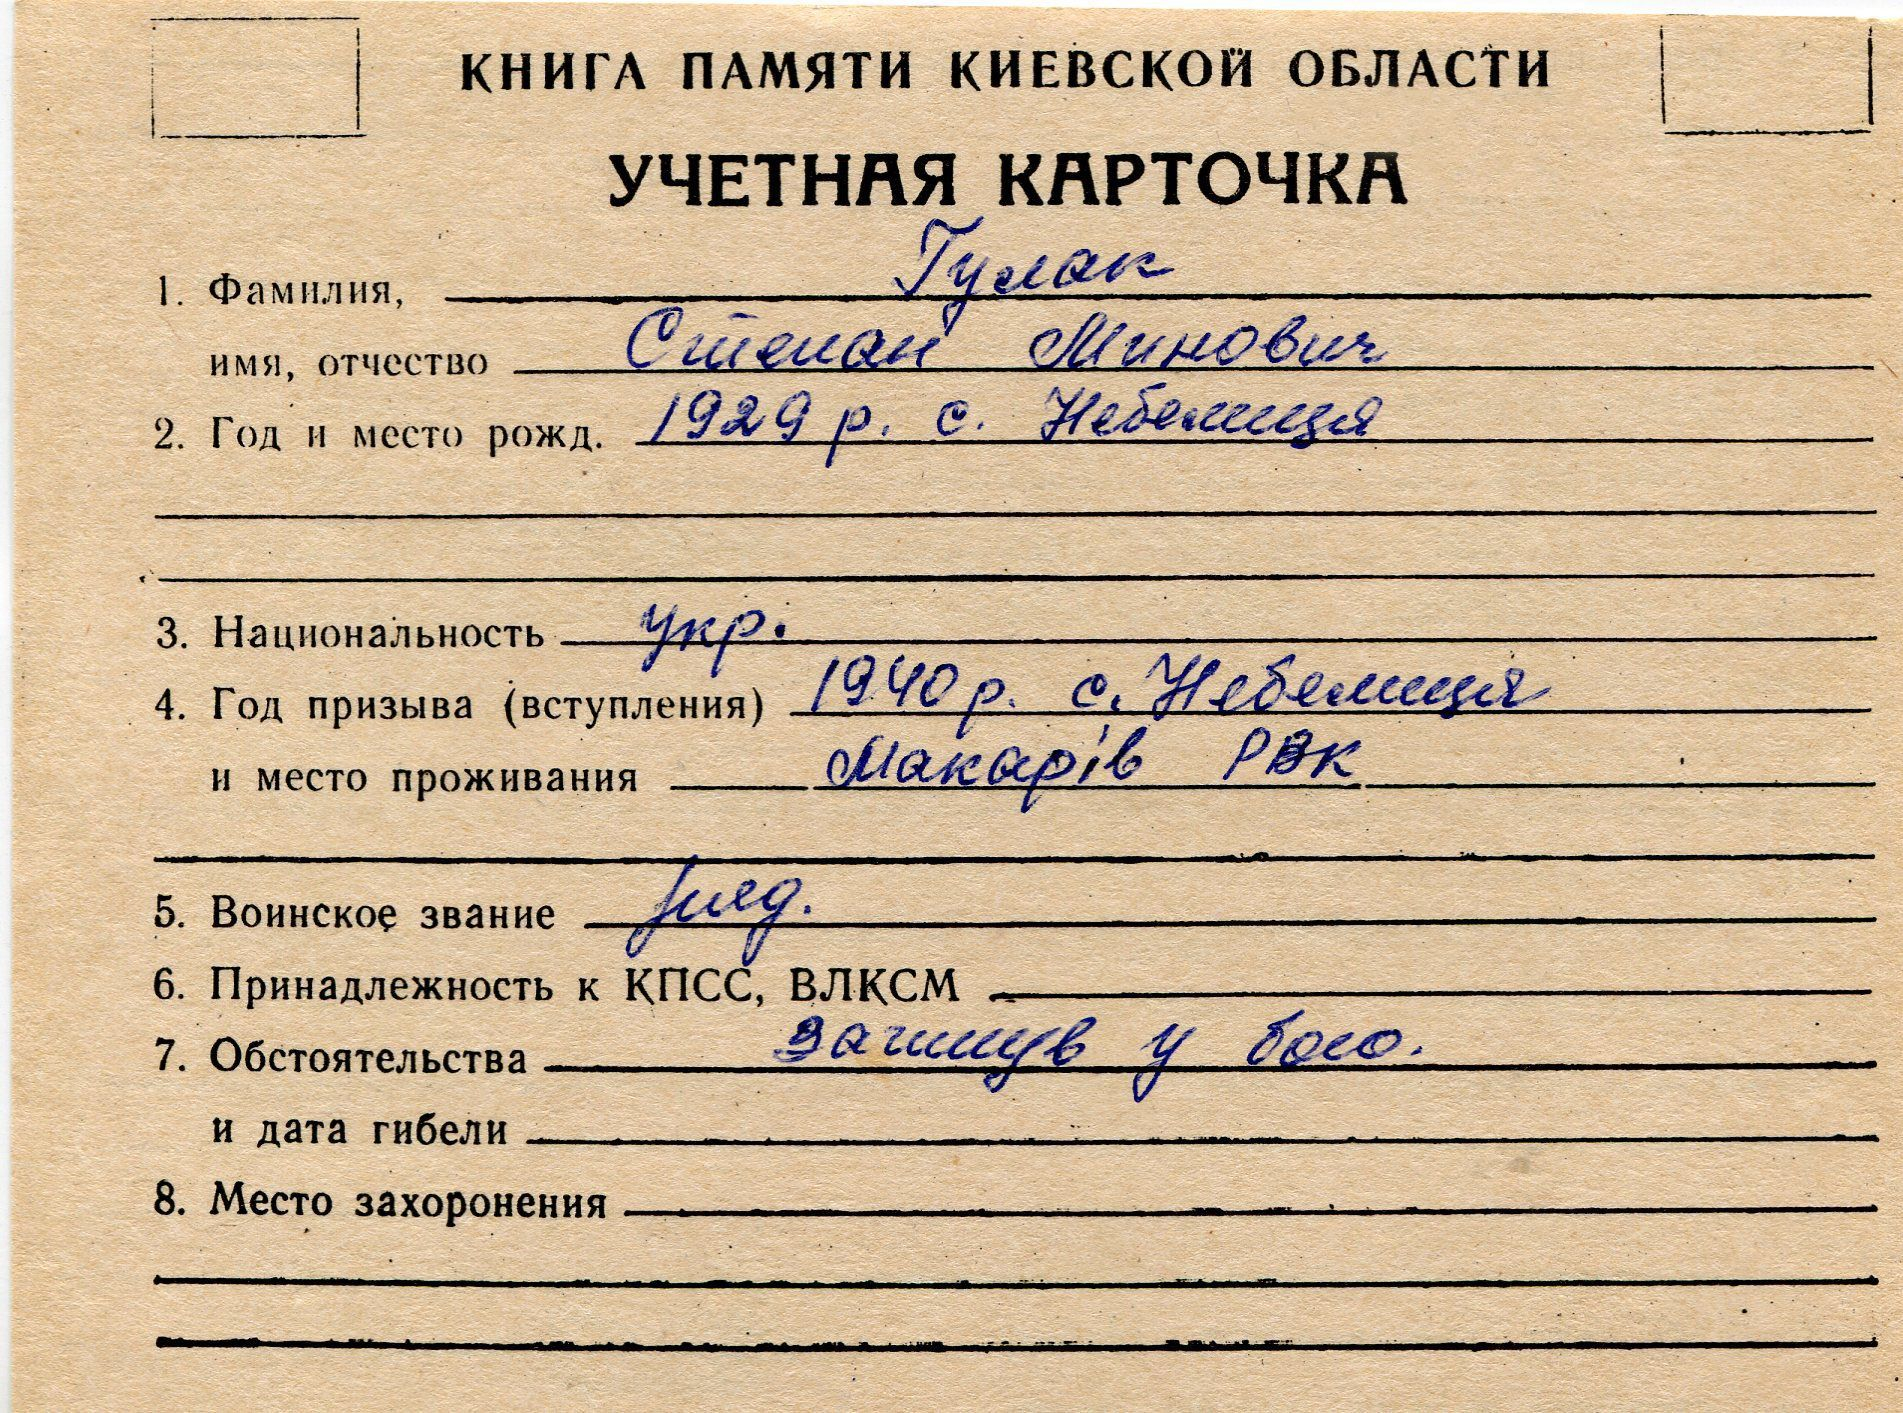 КНИГА ПАМЯТИ КИЕВСКОЙ ОБЛАСТИ
УЧЕТНАЯ КАРТОЧКА
1. Фамилия, Гулак
имя, отчество Степан Минович
2. Год и место рожд. 1929 р. с. Небелиця
3. Национальность укр.
4. Год призыва (вступления) 1940 р. с. Небелиця
и место проживания Макарів РВК
5. Воинское звание
6. Принадлежность к КПСС, ВЛКСМ
7. Обстоятельства Загинув у бою.
и дата гибели
8. Место захоронения